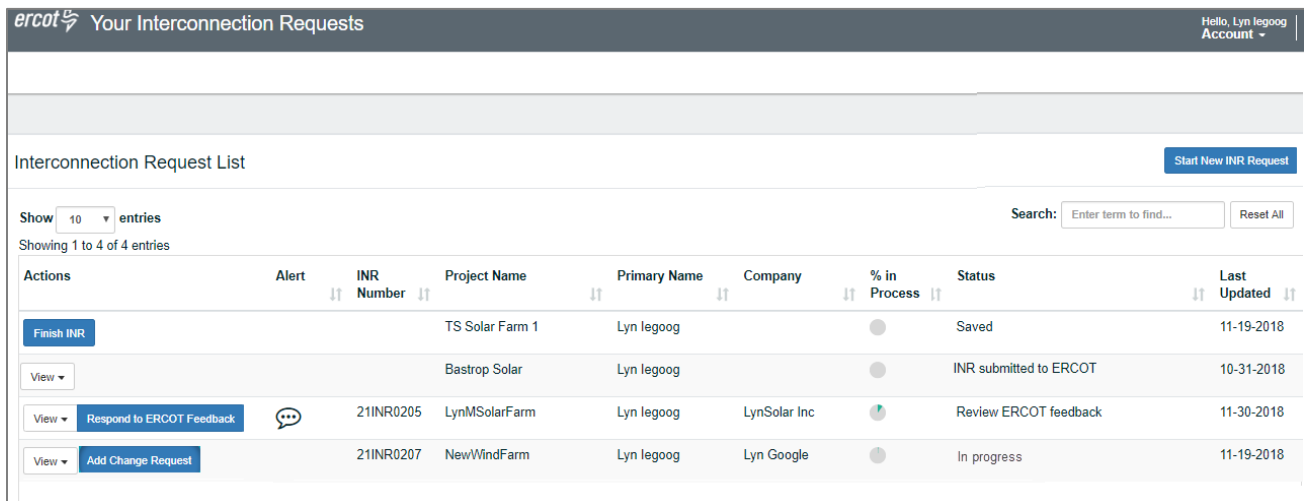 ercot Your Interconnection Requests
Hello, Lyn legoog
Account
Interconnection Request List
Start New INR Request
Show 10 entries
Search: Enter term to find... Reset All
Showing 1 to 4 of 4 entries
Actions Alert INR Number Project Name Primary Name Company % in Process Status Last Updated
Finish INR TS Solar Farm 1 Lyn legoog Saved 11-19-2018
View Bastrop Solar Lyn legoog INR submitted to ERCOT 10-31-2018
View Respond to ERCOT Feedback 21INR0205 LynMSolarFarm Lyn legoog LynSolar Inc Review ERCOT feedback 11-30-2018
View Add Change Request 21INR0207 NewWindFarm Lyn legoog Lyn Google In progress 11-19-2018